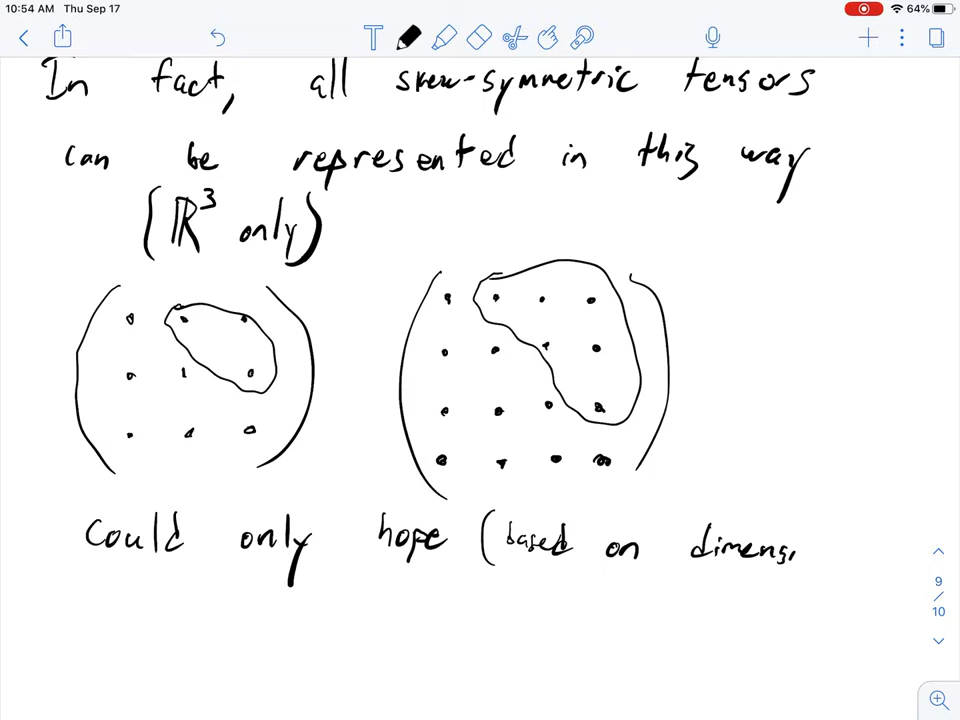 10:54 AM Thu Sep 17
64%
In fact, all skew-symmetric tensors
can be represented in this way
(ℝ³ only)
Could only hope (based on dimens
9
/
10